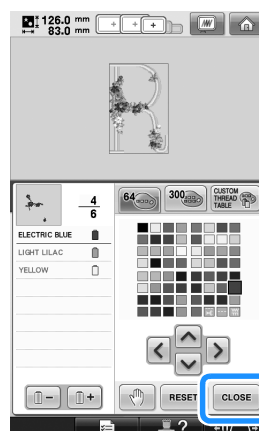 126.0 mm
83.0 mm
4
6
64
300
CUSTOM
THREAD
TABLE
ELECTRIC BLUE
LIGHT LILAC
YELLOW
RESET
CLOSE
?